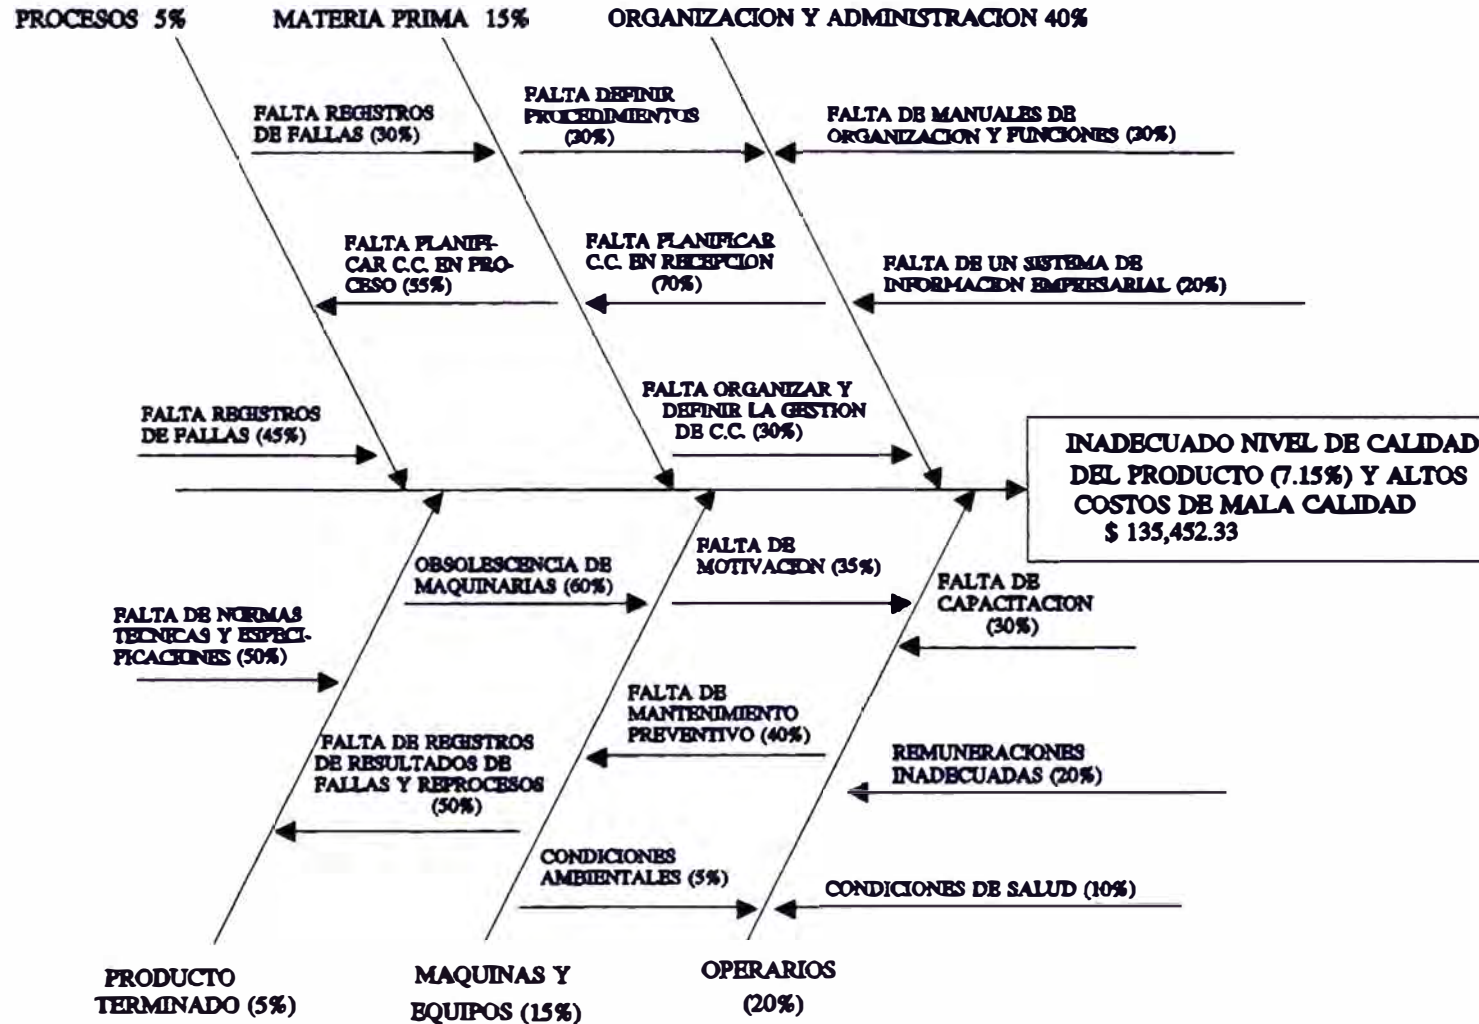 PROCESOS 5%
MATERIA PRIMA 15%
ORGANIZACION Y ADMINISTRACION 40%
FALTA REGISTROS
DE FALLAS (30%)
FALTA DEFINIR
PROCEDIMIENTOS
(30%)
FALTA DE MANUALES DE
ORGANIZACION Y FUNCIONES (20%)
FALTA PLANIFI-
CAR C.C. EN PRO-
CESO (55%)
FALTA PLANIFICAR
C.C. EN RECEPCION
(70%)
FALTA DE UN SISTEMA DE
INFORMACION EMPRESARIAL (20%)
FALTA REGISTROS
DE FALLAS (45%)
FALTA ORGANIZAR Y
DEFINIR LA GESTION
DE C.C. (30%)
INADECUADO NIVEL DE CALIDAD
DEL PRODUCTO (7.15%) Y ALTOS
COSTOS DE MALA CALIDAD
$ 135,452.33
OBSOLESCENCIA DE
MAQUINARIAS (60%)
FALTA DE
MOTIVACION (35%)
FALTA DE
CAPACITACION
(30%)
FALTA DE NORMAS
TECNICAS Y ESPECI-
FICACIONES (50%)
FALTA DE
MANTENIMIENTO
PREVENTIVO (40%)
FALTA DE REGISTROS
DE RESULTADOS DE
FALLAS Y REPROCESOS
(50%)
REMUNERACIONES
INADECUADAS (20%)
CONDICIONES
AMBIENTALES (5%)
CONDICIONES DE SALUD (10%)
PRODUCTO
TERMINADO (5%)
MAQUINAS Y
EQUIPOS (15%)
OPERARIOS
(20%)